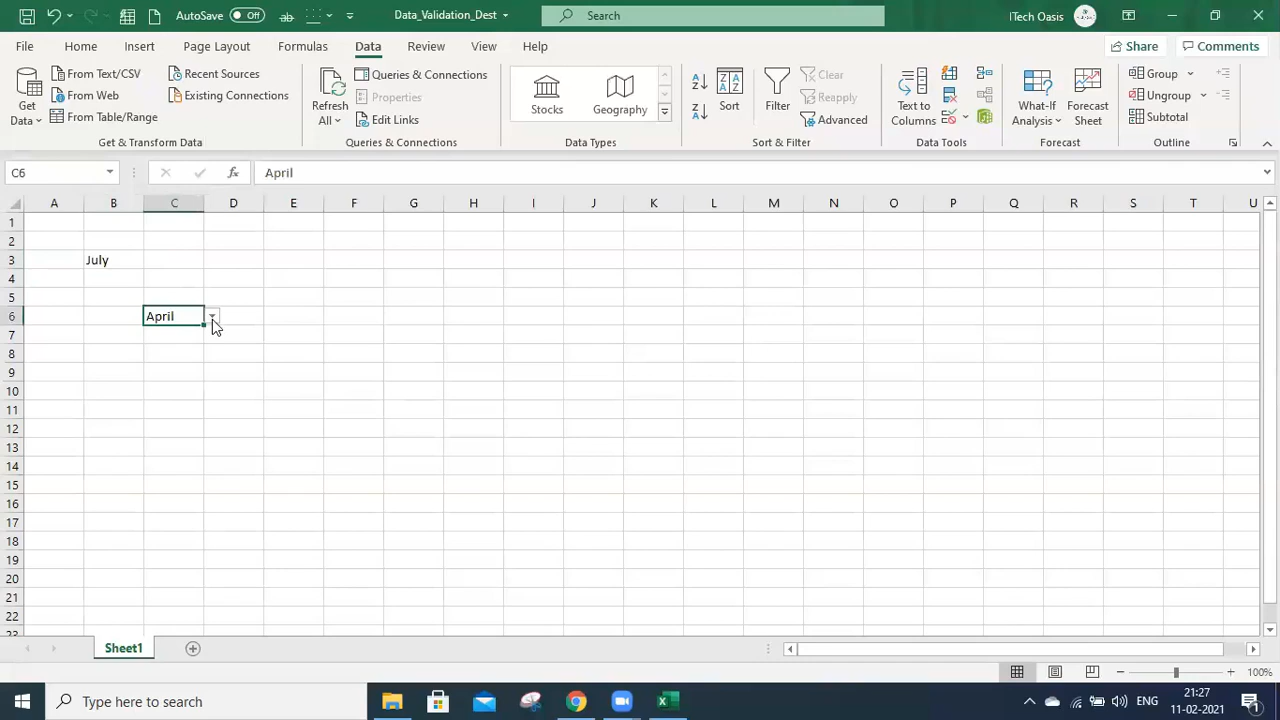 AutoSave Off Data_Validation_Dest Search ITech Oasis
File Home Insert Page Layout Formulas Data Review View Help Share Comments
Get Data
From Text/CSV
From Web
From Table/Range
Recent Sources
Existing Connections
Get & Transform Data
Refresh All
Queries & Connections
Properties
Edit Links
Queries & Connections
Stocks
Geography
Data Types
Sort
Filter
Clear
Reapply
Advanced
Sort & Filter
Text to Columns
Data Tools
What-If Analysis
Forecast Sheet
Forecast
Group
Ungroup
Subtotal
Outline
C6 fx April
A B C D E F G H I J K L M N O P Q R S T U
1
2
3 July
4
5
6 April
7
8
9
10
11
12
13
14
15
16
17
18
19
20
21
22
23
Sheet1
100%
Type here to search
ENG
21:27
11-02-2021
1